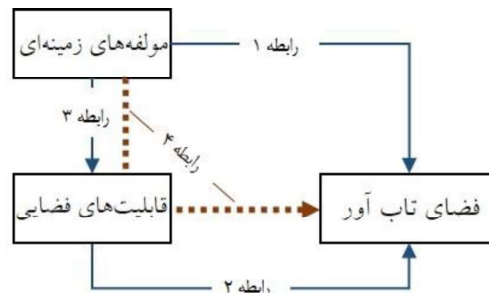 مولفه‌های زمینه‌ای
رابطه ۱
رابطه ۳
رابطه ۴
قابلیت‌های فضایی
فضای تاب آور
رابطه ۲